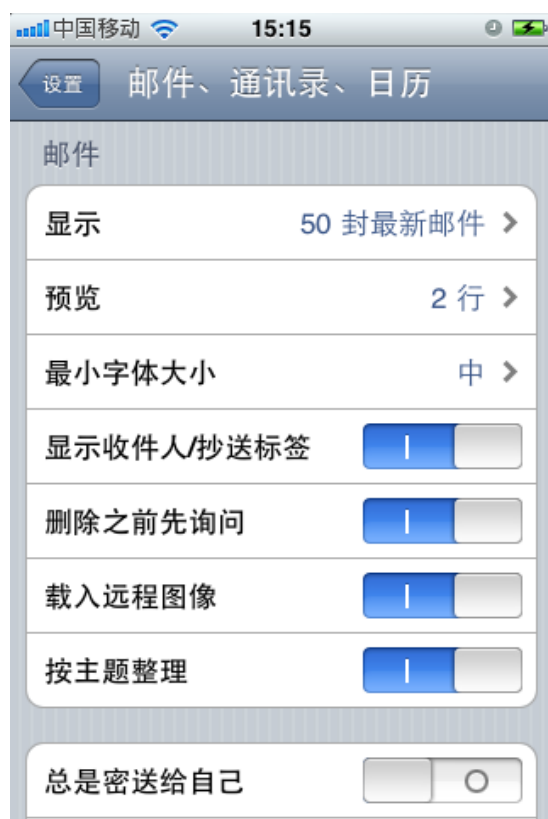 中国移动 15:15
设置 邮件、通讯录、日历
邮件
显示 50 封最新邮件
预览 2 行
最小字体大小 中
显示收件人/抄送标签
删除之前先询问
载入远程图像
按主题整理
总是密送给自己